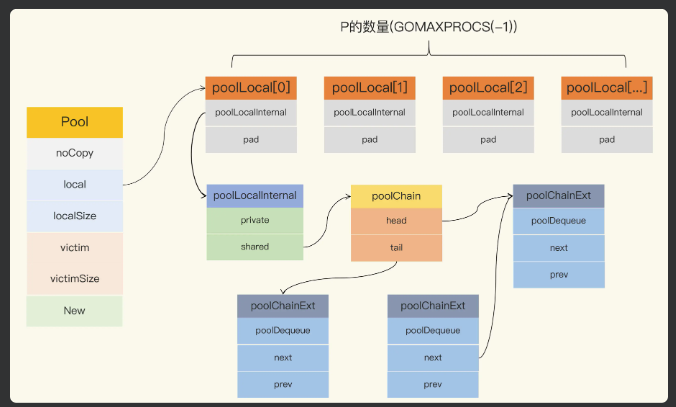 P的数量(GOMAXPROCS(-1))
poolLocal[0]
poolLocal[1]
poolLocal[2]
poolLocal[...]
poolLocalInternal
poolLocalInternal
poolLocalInternal
poolLocalInternal
pad
pad
pad
pad
Pool
noCopy
local
localSize
victim
victimSize
New
poolLocalInternal
private
shared
poolChain
head
tail
poolChainExt
poolDequeue
next
prev
poolChainExt
poolDequeue
next
prev
poolChainExt
poolDequeue
next
prev